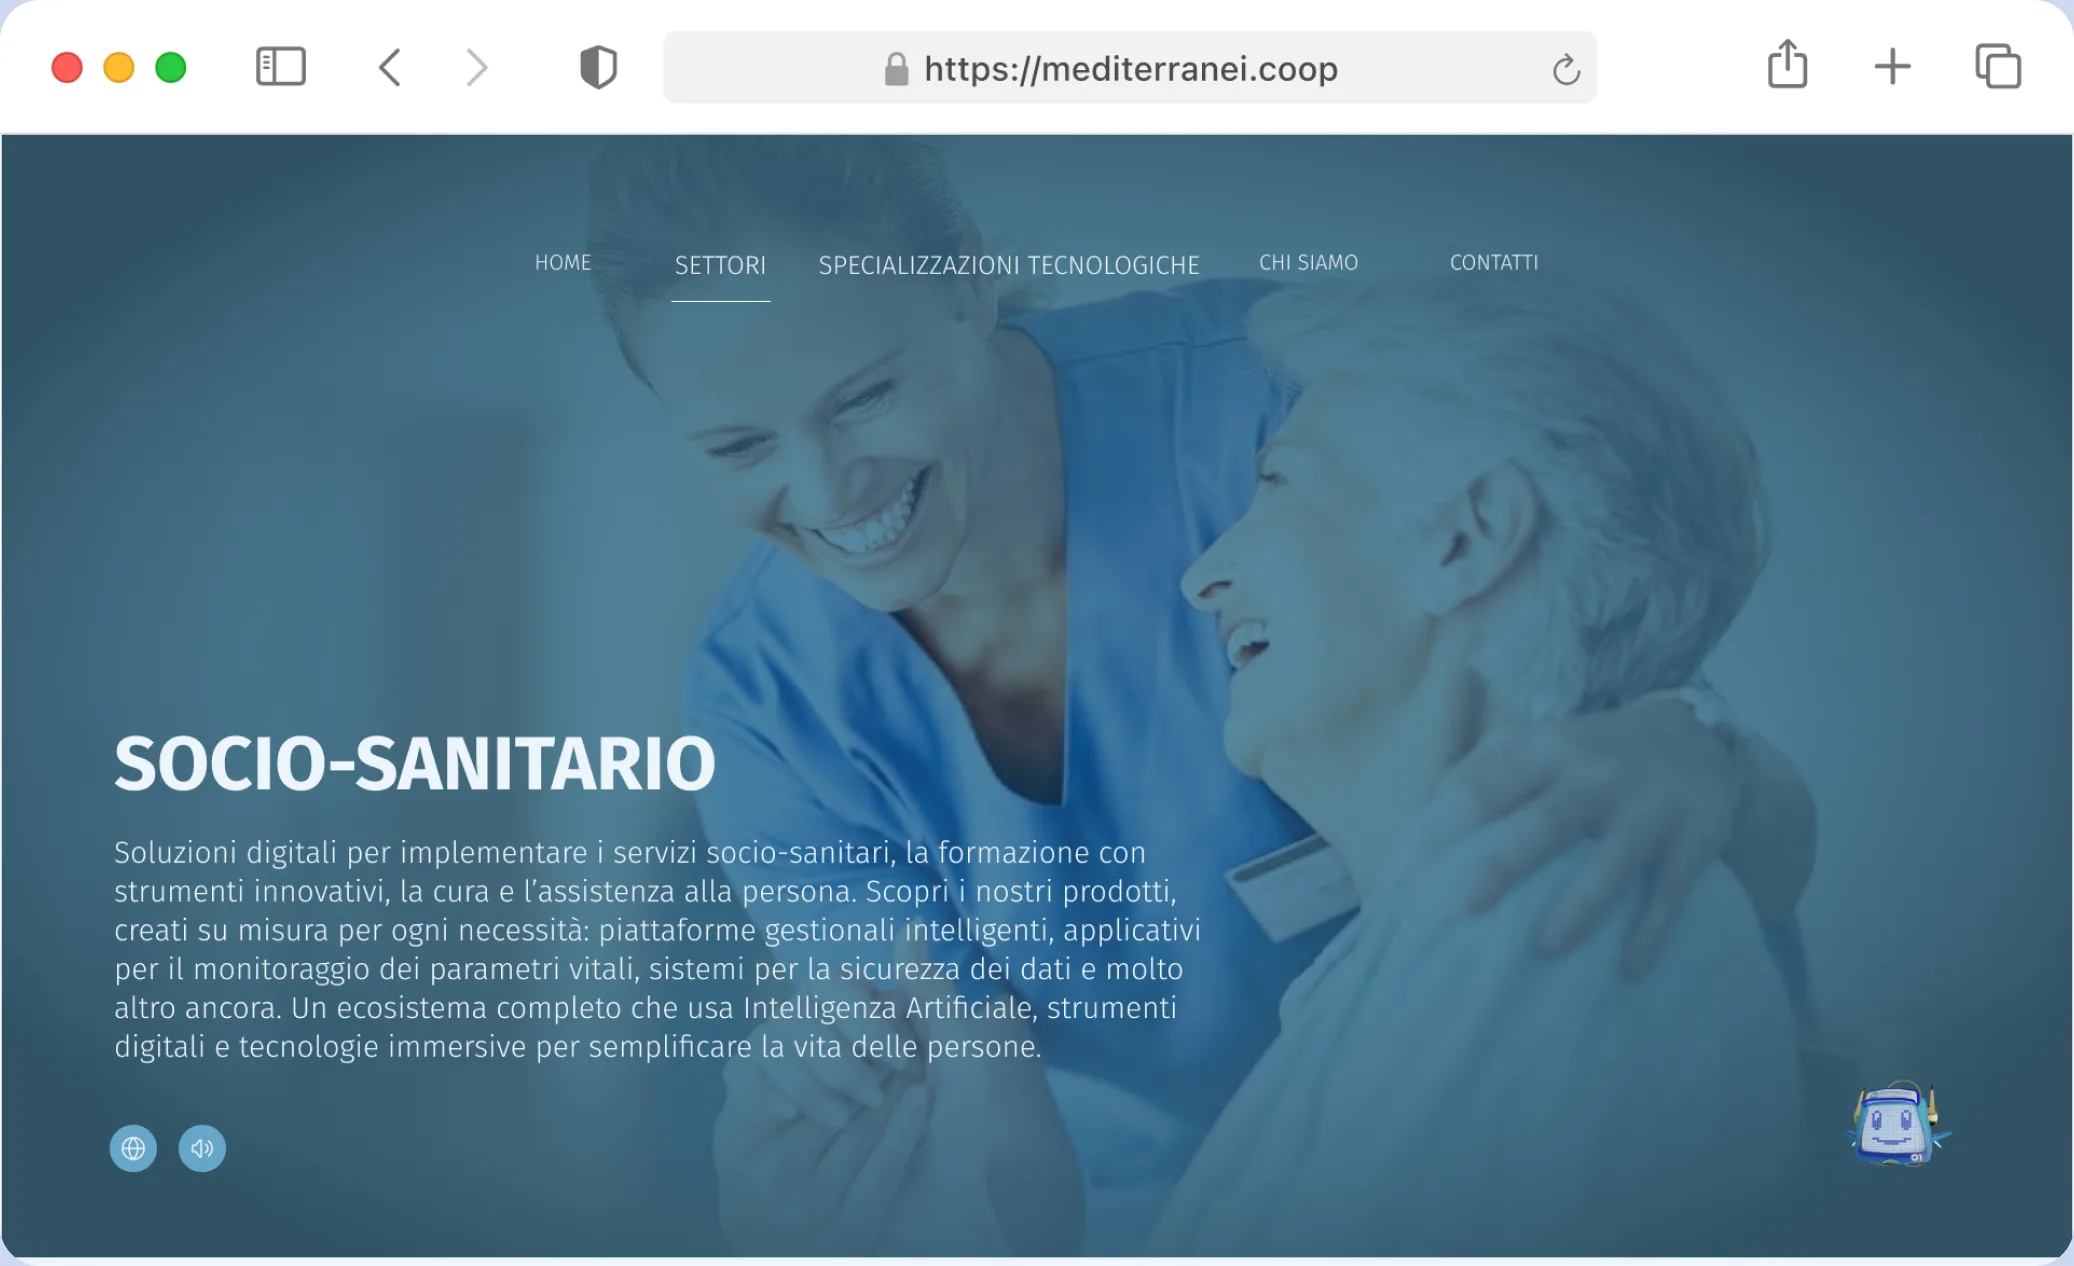 https://mediterranei.coop
HOME SETTORI SPECIALIZZAZIONI TECNOLOGICHE CHI SIAMO CONTATTI
SOCIO-SANITARIO
Soluzioni digitali per implementare i servizi socio-sanitari, la formazione con
strumenti innovativi, la cura e l’assistenza alla persona. Scopri i nostri prodotti,
creati su misura per ogni necessità: piattaforme gestionali intelligenti, applicativi
per il monitoraggio dei parametri vitali, sistemi per la sicurezza dei dati e molto
altro ancora. Un ecosistema completo che usa Intelligenza Artificiale, strumenti
digitali e tecnologie immersive per semplificare la vita delle persone.